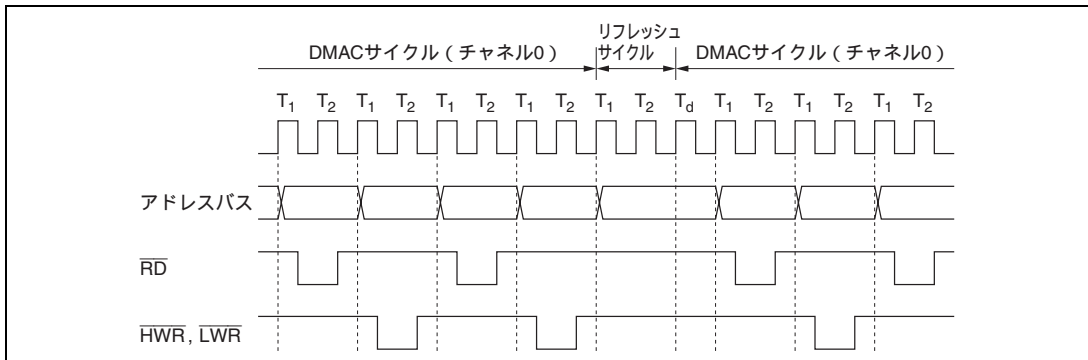 リフレッシュ
サイクル
DMACサイクル(チャネル0) DMACサイクル(チャネル0)
T1 T2 T1 T2 T1 T2 T1 T2 T1 T2 Td T1 T2 T1 T2 T1 T2
アドレスバス
RD
HWR, LWR